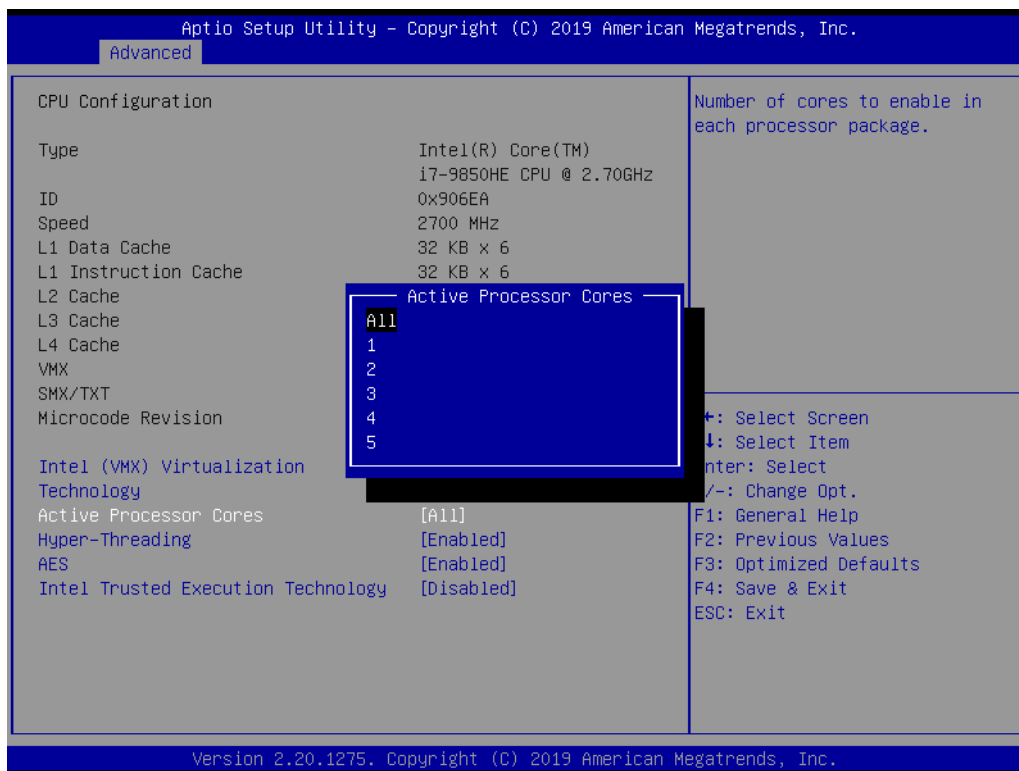 Aptio Setup Utility – Copyright (C) 2019 American Megatrends, Inc.
Advanced
CPU Configuration
Type Intel(R) Core(TM)
i7-9850HE CPU @ 2.70GHz
ID 0x906EA
Speed 2700 MHz
L1 Data Cache 32 KB x 6
L1 Instruction Cache 32 KB x 6
L2 Cache
L3 Cache
L4 Cache
VMX
SMX/TXT
Microcode Revision
Intel (VMX) Virtualization
Technology
Active Processor Cores [All]
Hyper-Threading [Enabled]
AES [Enabled]
Intel Trusted Execution Technology [Disabled]
Active Processor Cores
All
1
2
3
4
5
Number of cores to enable in
each processor package.
: Select Screen
: Select Item
nter: Select
/-: Change Opt.
F1: General Help
F2: Previous Values
F3: Optimized Defaults
F4: Save & Exit
ESC: Exit
Version 2.20.1275. Copyright (C) 2019 American Megatrends, Inc.